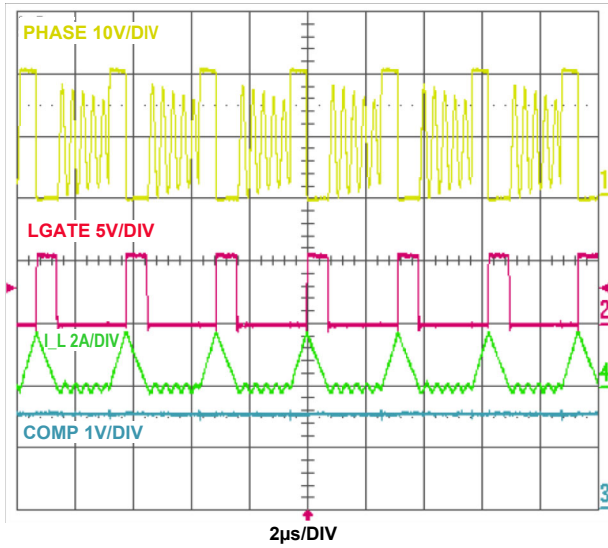 PHASE 10V/DIV
1
LGATE 5V/DIV
2
I_L 2A/DIV
4
COMP 1V/DIV
3
2µs/DIV